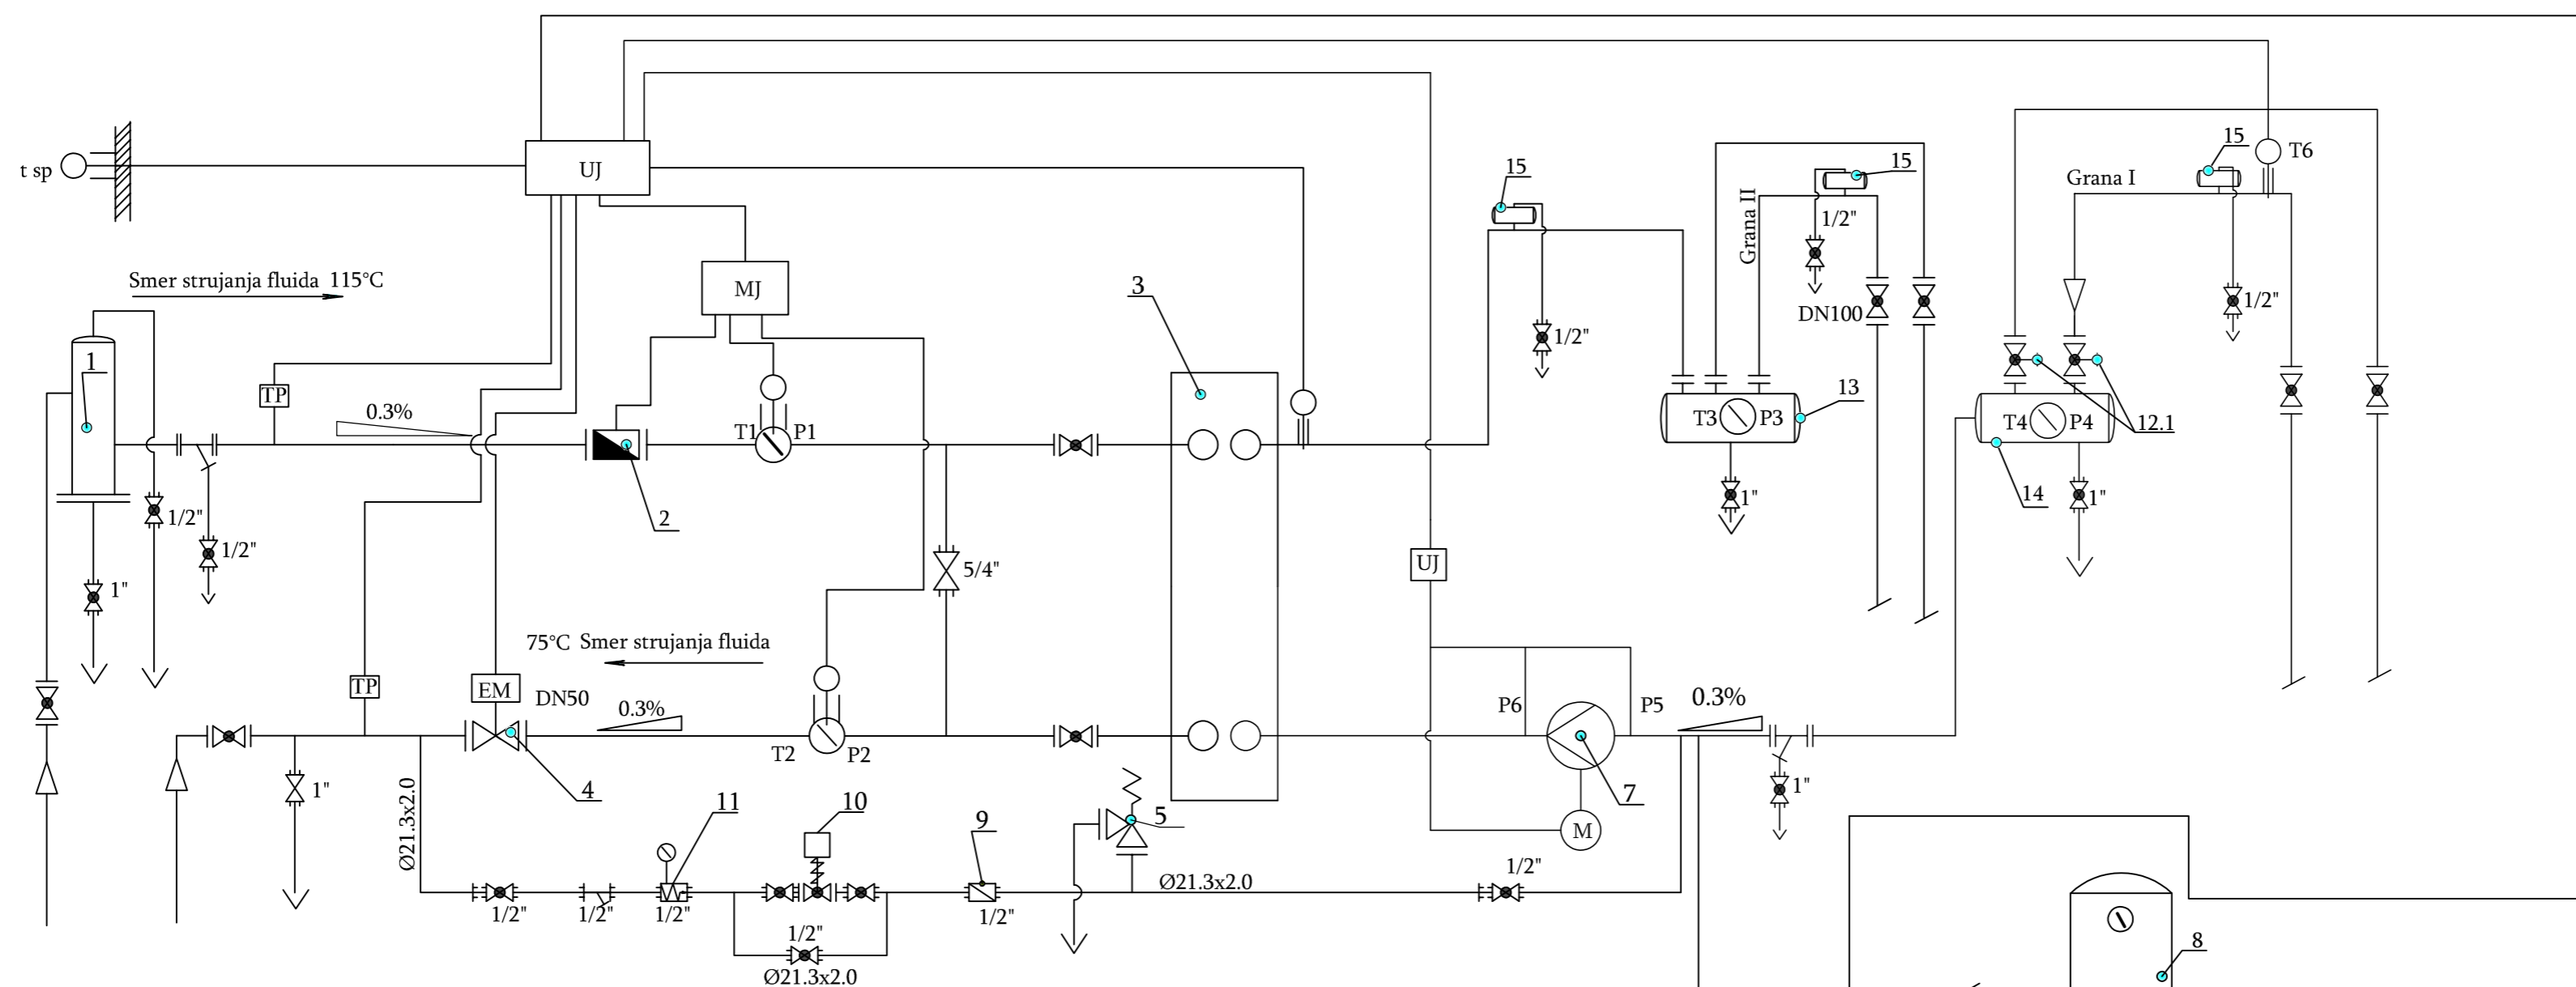 15
T6
t sp
UJ
15
15
Grana I
Grana II
1/2"
Smer strujanja fluida 115°C
MJ
3
DN100
1/2"
1/2"
1
TP
0.3%
T1
P1
13
T3
P3
T4
P4
12.1
2
14
1"
1"
1/2"
1/2"
1"
5/4"
UJ
75°C Smer strujanja fluida
TP
EM
DN50
0.3%
P6
P5
0.3%
T2
P2
4
1"
Ø21.3x2.0
11
10
9
5
7
1"
M
1/2"
Ø21.3x2.0
1/2"
1/2"
1/2"
1/2"
1/2"
Ø21.3x2.0
8